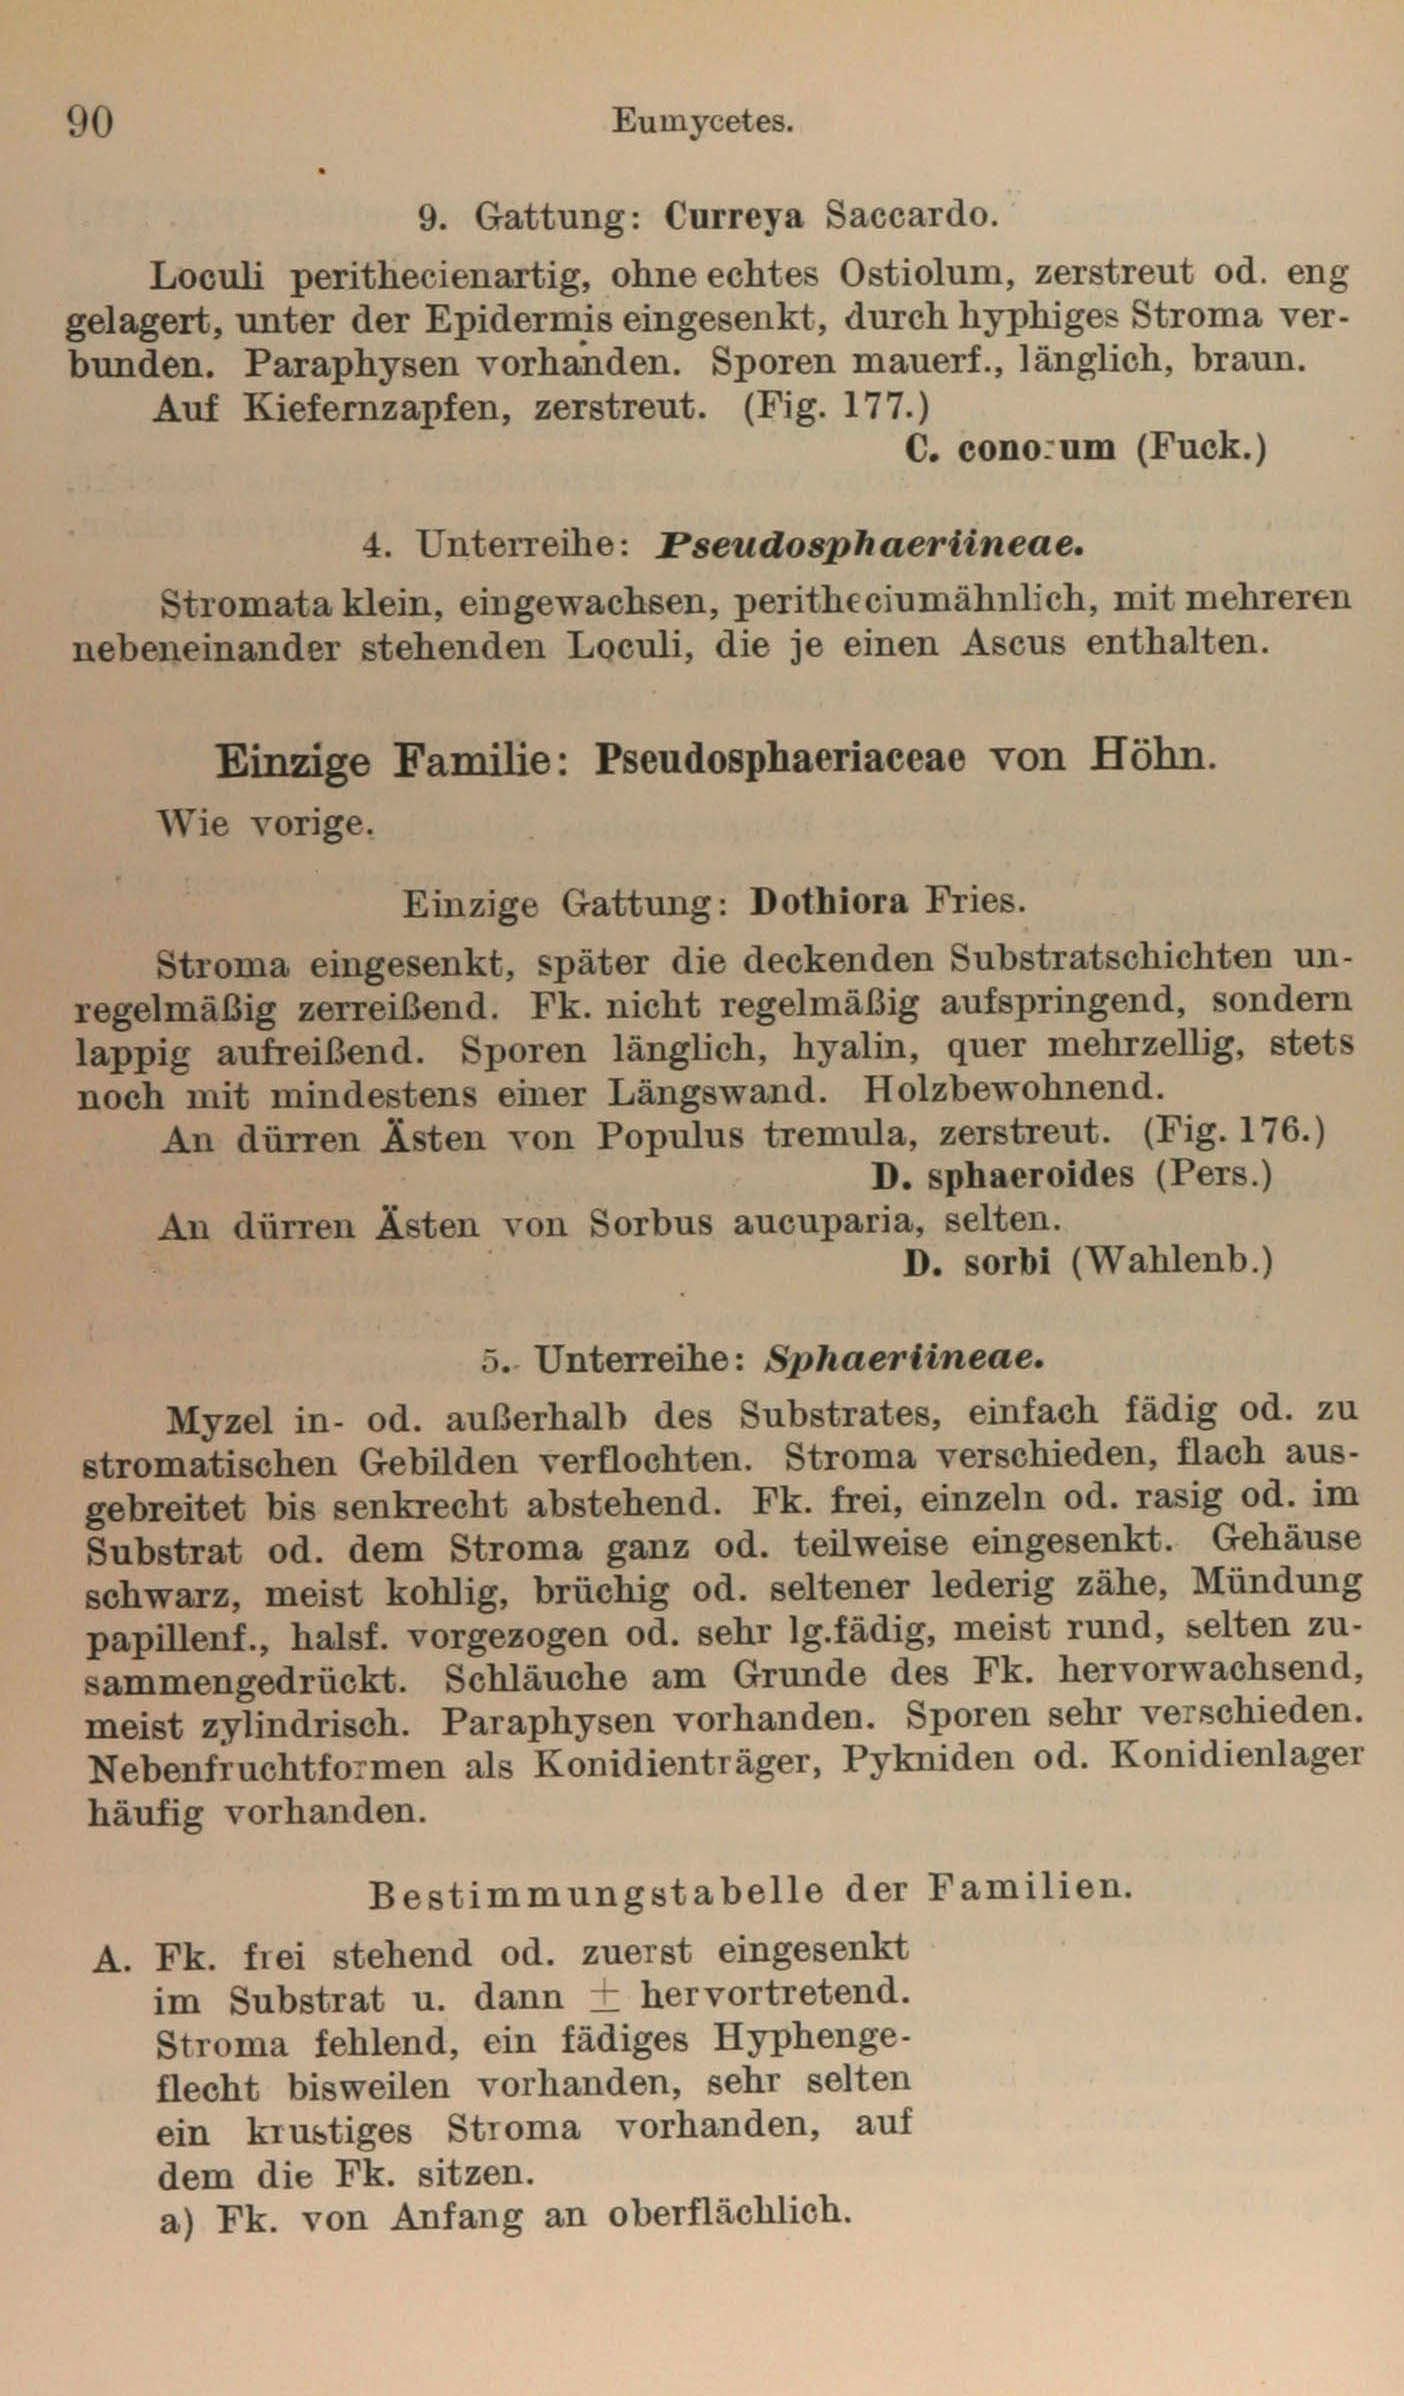 90
Eumycetes.
9. Gattung: Curreya Saccardo.
Loculi perithecienartig, ohne echtes Ostiolum, zerstreut od. eng
gelagert, unter der Epidermis eingesenkt, durch hyphiges Stroma ver-
bunden. Paraphysen vorhanden. Sporen mauerf., länglich, braun.
Auf Kiefernzapfen, zerstreut. (Fig. 177.)
C. conorum (Fuck.)
4. Unterreihe: Pseudosphaeriineae.
Stromata klein, eingewachsen, peritheciumähnlich, mit mehreren
nebeneinander stehenden Loculi, die je einen Ascus enthalten.
Einzige Familie: Pseudosphaeriaceae von Höhn.
Wie vorige.
Einzige Gattung: Dothiora Fries.
Stroma eingesenkt, später die deckenden Substratschichten un-
regelmäßig zerreißend. Fk. nicht regelmäßig aufspringend, sondern
lappig aufreißend. Sporen länglich, hyalin, quer mehrzellig, stets
noch mit mindestens einer Längswand. Holzbewohnend.
An dürren Ästen von Populus tremula, zerstreut. (Fig. 176.)
D. sphaeroides (Pers.)
An dürren Ästen von Sorbus aucuparia, selten.
D. sorbi (Wahlenb.)
5. Unterreihe: Sphaeriineae.
Myzel in- od. außerhalb des Substrates, einfach fädig od. zu
stromatischen Gebilden verflochten. Stroma verschieden, flach aus-
gebreitet bis senkrecht abstehend. Fk. frei, einzeln od. rasig od. im
Substrat od. dem Stroma ganz od. teilweise eingesenkt. Gehäuse
schwarz, meist kohlig, brüchig od. seltener lederig zähe, Mündung
papillenf., halsf. vorgezogen od. sehr lg.fädig, meist rund, selten zu-
sammengedrückt. Schläuche am Grunde des Fk. hervorwachsend,
meist zylindrisch. Paraphysen vorhanden. Sporen sehr verschieden.
Nebenfruchtformen als Konidienträger, Pykniden od. Konidienlager
häufig vorhanden.
Bestimmungstabelle der Familien.
A. Fk. frei stehend od. zuerst eingesenkt
im Substrat u. dann ± hervortretend.
Stroma fehlend, ein fädiges Hyphenge-
flecht bisweilen vorhanden, sehr selten
ein krustiges Stroma vorhanden, auf
dem die Fk. sitzen.
a) Fk. von Anfang an oberflächlich.